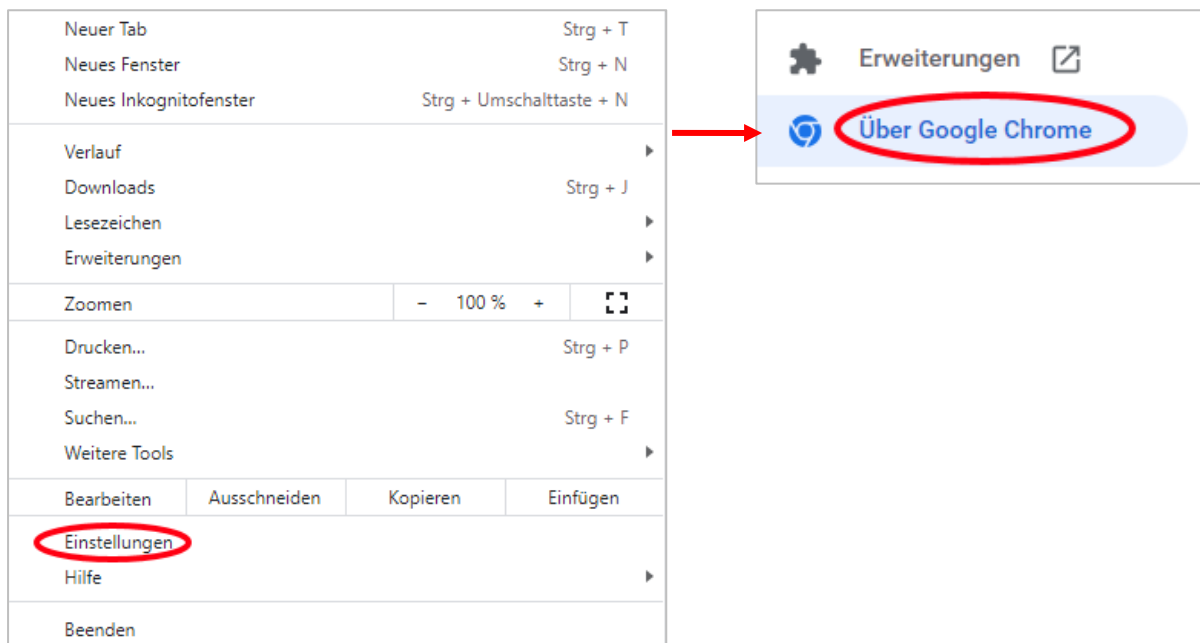 Neuer Tab Strg + T
Neues Fenster Strg + N
Neues Inkognitofenster Strg + Umschalttaste + N
Verlauf
Downloads Strg + J
Lesezeichen
Erweiterungen
Zoomen - 100 % +
Drucken... Strg + P
Streamen...
Suchen... Strg + F
Weitere Tools
Bearbeiten Ausschneiden Kopieren Einfügen
Einstellungen
Hilfe
Beenden
Erweiterungen
Über Google Chrome